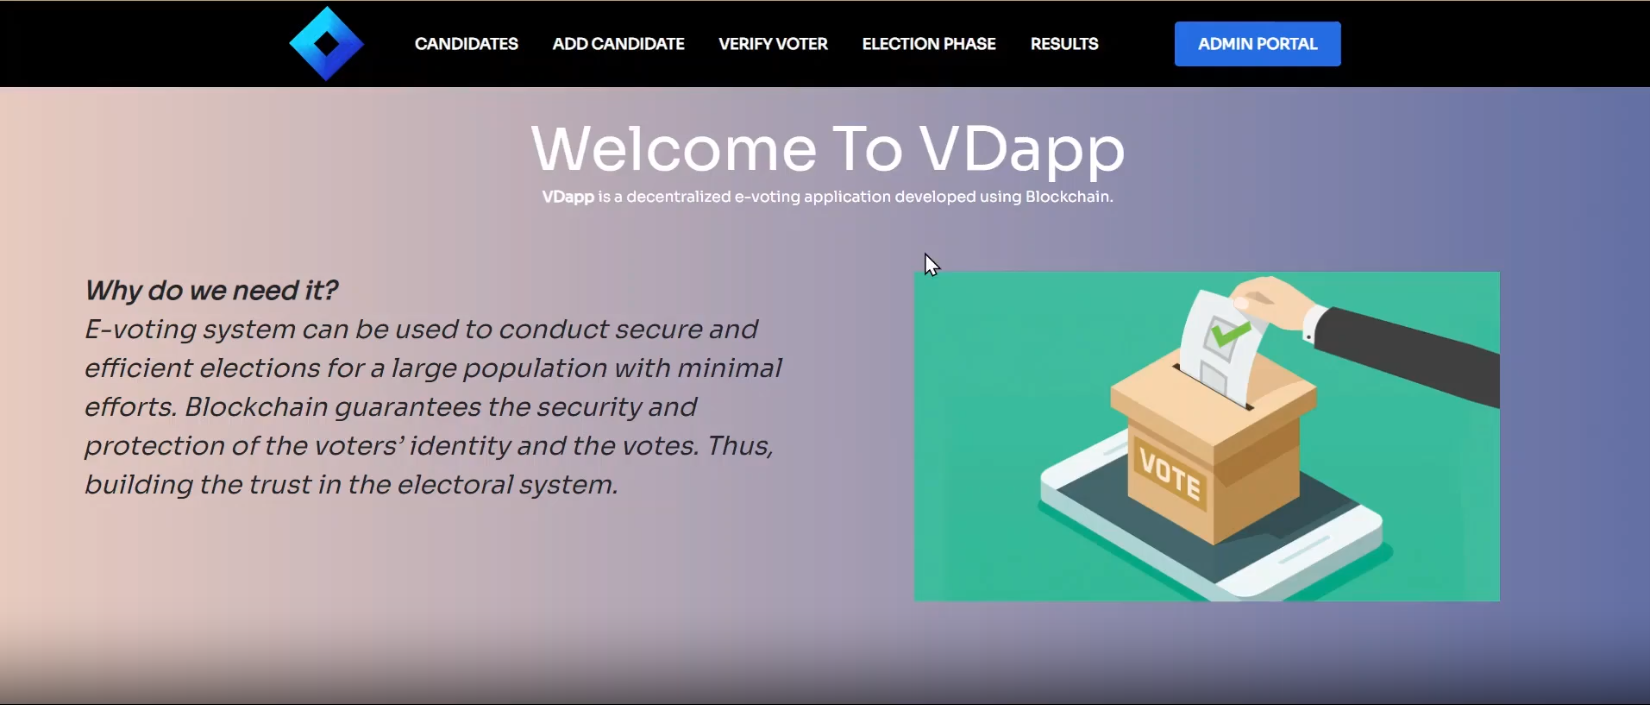 CANDIDATES ADD CANDIDATE VERIFY VOTER ELECTION PHASE RESULTS ADMIN PORTAL
Welcome To VDapp
VDapp is a decentralized e-voting application developed using Blockchain.
Why do we need it?
E-voting system can be used to conduct secure and
efficient elections for a large population with minimal
efforts. Blockchain guarantees the security and
protection of the voters’ identity and the votes. Thus,
building the trust in the electoral system.
VOTE